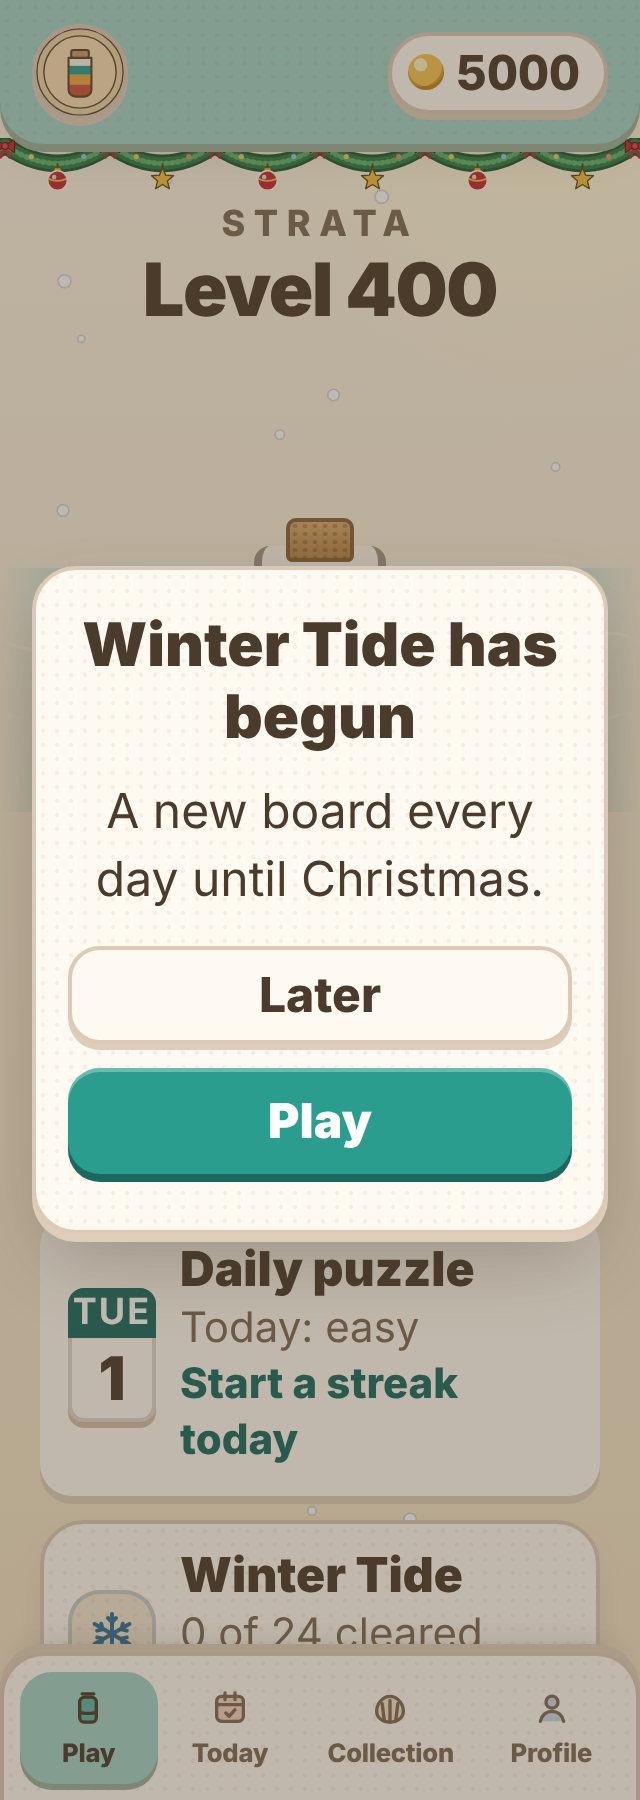 5000
STRATA
Level 400
Winter Tide has
begun
A new board every
day until Christmas.
Later
Play
Daily puzzle
TUE
Today: easy
1
Start a streak
today
Winter Tide
0 of 24 cleared
Play
Today
Collection
Profile